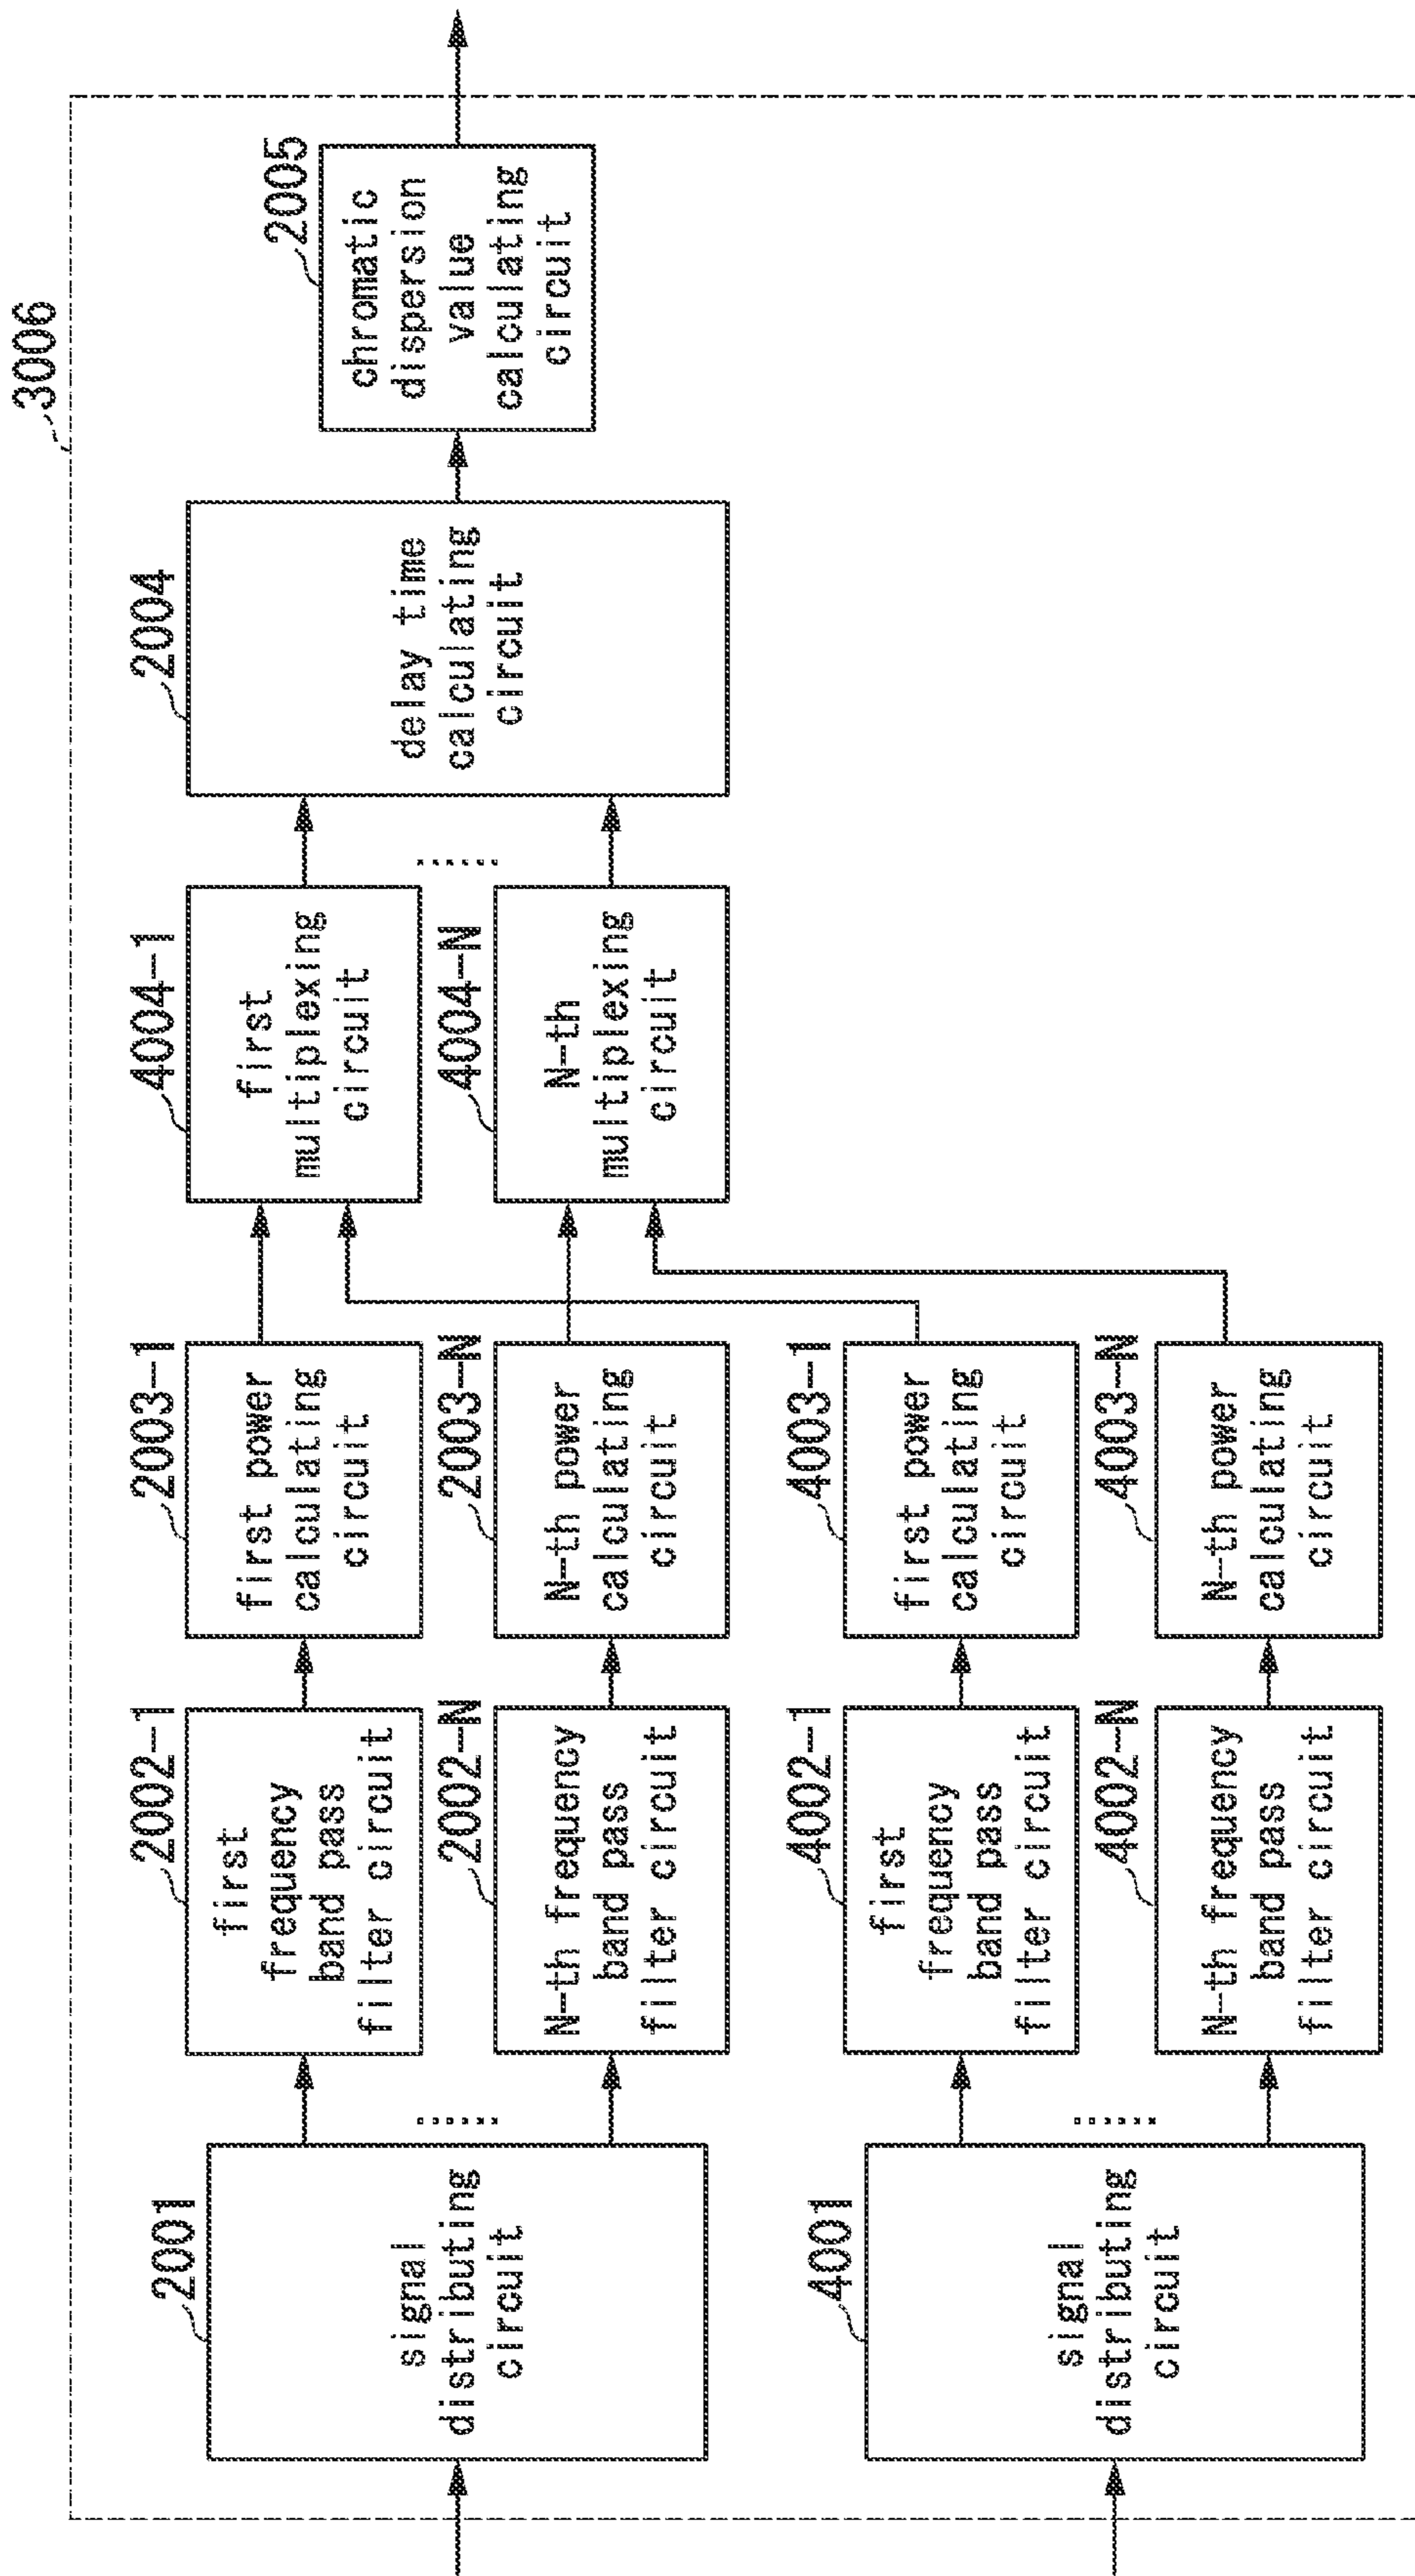 3006
2001
signal
distributing
circuit
2002-1
first
frequency
band pass
filter circuit
2003-1
first power
calculating
circuit
4004-1
first
multiplexing
circuit
2004
delay time
calculating
circuit
2005
chromatic
dispersion
value
calculating
circuit
2002-N
N-th frequency
band pass
filter circuit
2003-N
N-th power
calculating
circuit
4004-N
N-th
multiplexing
circuit
4001
signal
distributing
circuit
4002-1
first
frequency
band pass
filter circuit
4003-1
first power
calculating
circuit
4002-N
N-th frequency
band pass
filter circuit
4003-N
N-th power
calculating
circuit